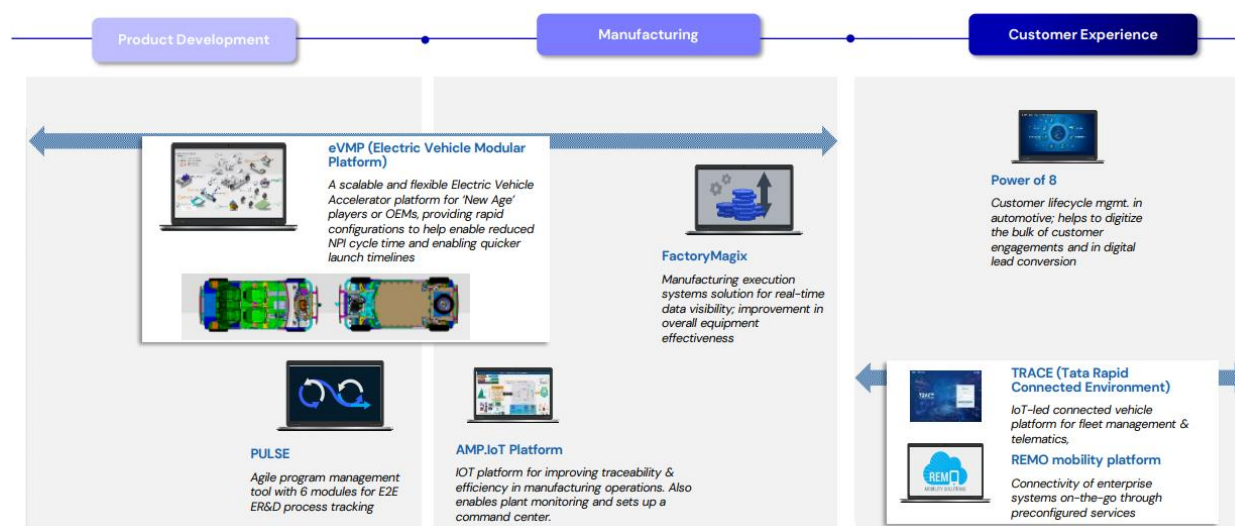 Product Development
Manufacturing
Customer Experience
eVMP (Electric Vehicle Modular
Platform)
A scalable and flexible Electric Vehicle
Accelerator platform for ‘New Age’
players or OEMs, providing rapid
configurations to help enable reduced
NPI cycle time and enabling quicker
launch timelines
PULSE
Agile program management
tool with 6 modules for E2E
ER&D process tracking
FactoryMagix
Manufacturing execution
systems solution for real-time
data visibility; improvement in
overall equipment
effectiveness
AMP.IoT Platform
IOT platform for improving traceability &
efficiency in manufacturing operations. Also
enables plant monitoring and sets up a
command center.
Power of 8
Customer lifecycle mgmt. in
automotive; helps to digitize
the bulk of customer
engagements and in digital
lead conversion
TRACE
TRACE (Tata Rapid
Connected Environment)
IoT-led connected vehicle
platform for fleet management &
telematics,
REMO
MOBILITY SOLUTIONS
REMO mobility platform
Connectivity of enterprise
systems on-the-go through
preconfigured services